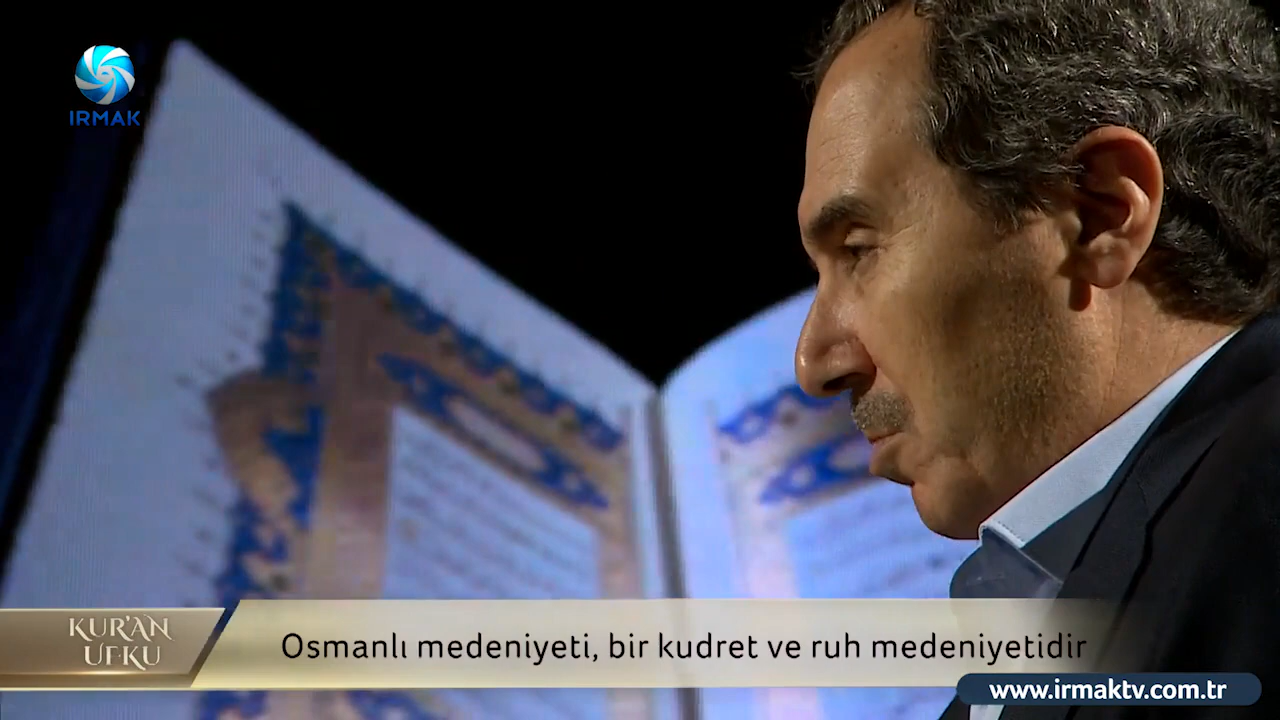 IRMAK
KUR'AN
UFKU
Osmanlı medeniyeti, bir kudret ve ruh medeniyetidir
www.irmaktv.com.tr